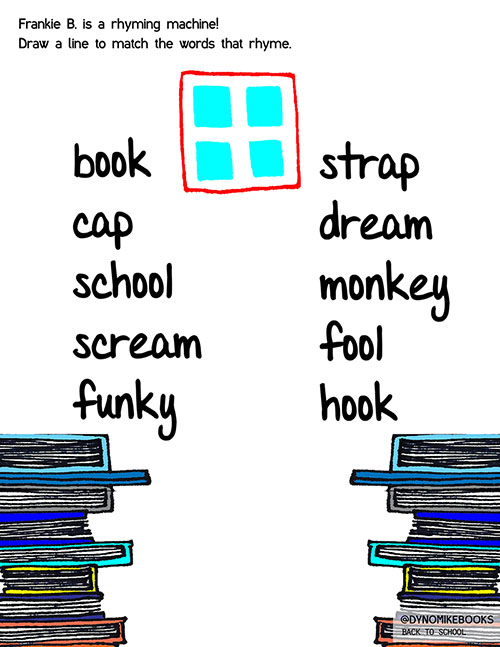 Frankie B. is a rhyming machine!
Draw a line to match the words that rhyme.
book
cap
school
scream
funky
strap
dream
monkey
fool
hook
@DYNOMIKEBOOKS
BACK TO SCHOOL